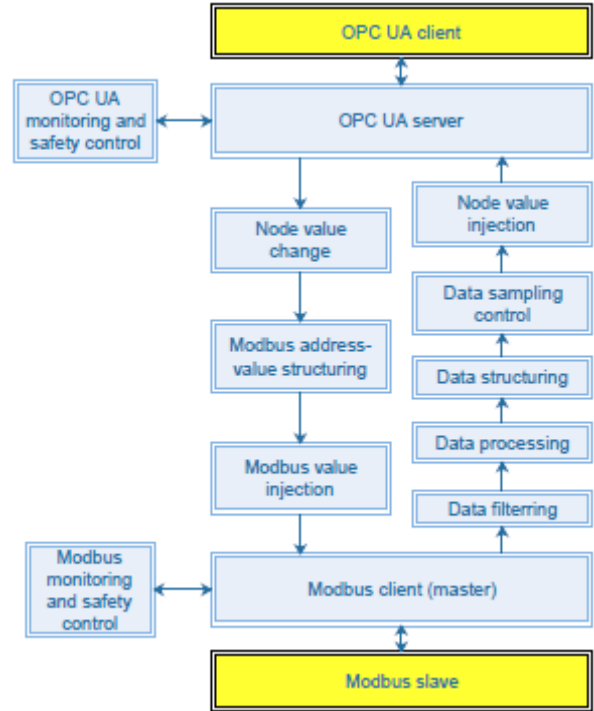 OPC UA client
OPC UA
monitoring and
safety control
OPC UA server
Node value
change
Node value
injection
Data sampling
control
Modbus address-
value structuring
Data structuring
Data processing
Modbus value
injection
Data filterring
Modbus
monitoring
and safety
control
Modbus client (master)
Modbus slave